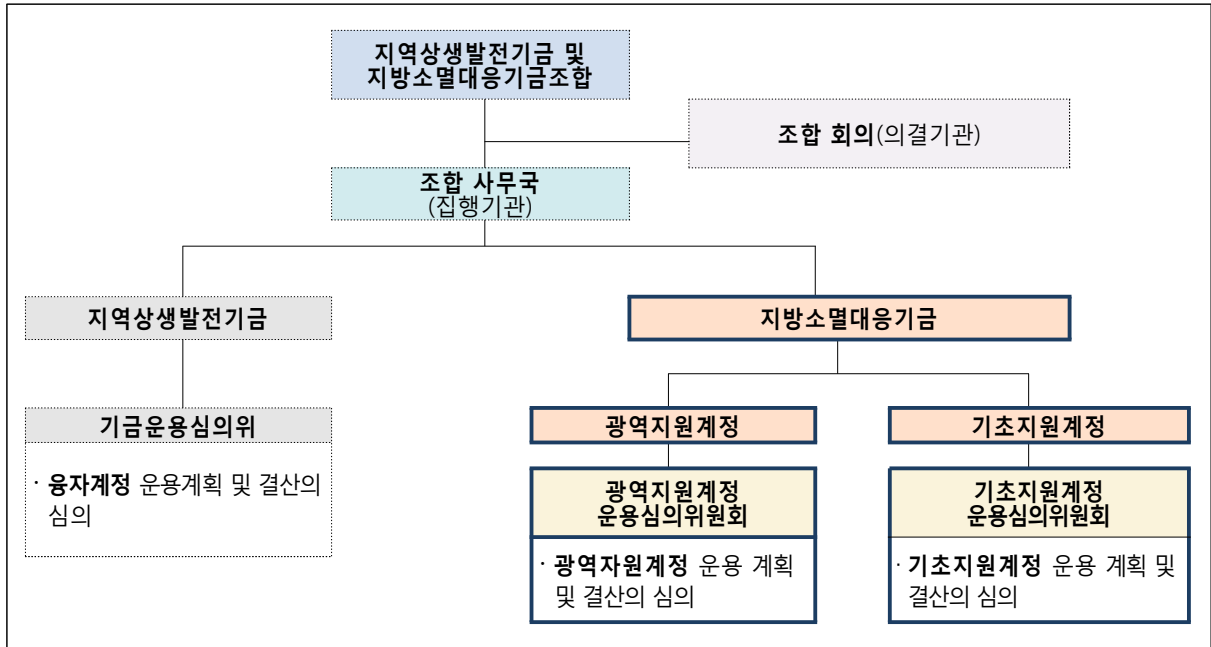 지역상생발전기금 및
지방소멸대응기금조합
조합 회의(의결기관)
조합 사무국
(집행기관)
지역상생발전기금
지방소멸대응기금
기금운용심의위
· 융자계정 운용계획 및 결산의
심의
광역지원계정
기초지원계정
광역지원계정
운용심의위원회
· 광역자원계정 운용 계획
및 결산의 심의
기초지원계정
운용심의위원회
· 기초지원계정 운용 계획 및
결산의 심의